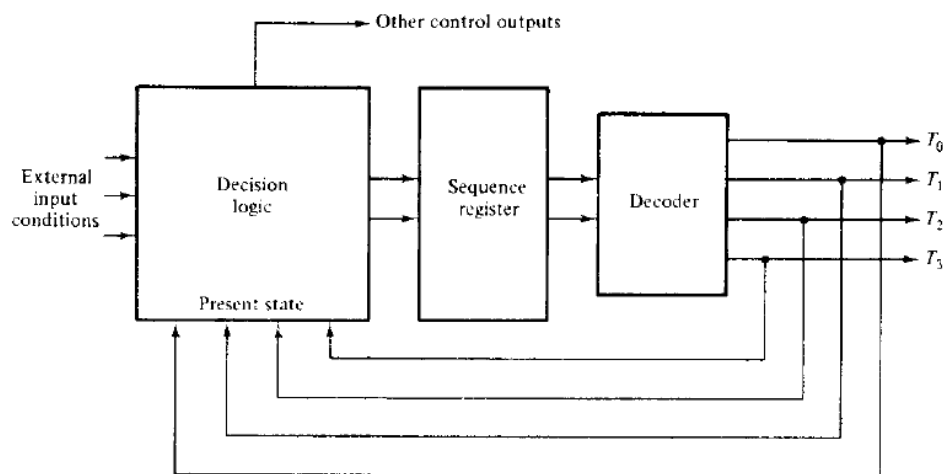 Other control outputs
External
input
conditions
Decision
logic
Present state
Sequence
register
Decoder
T0
T1
T2
T3